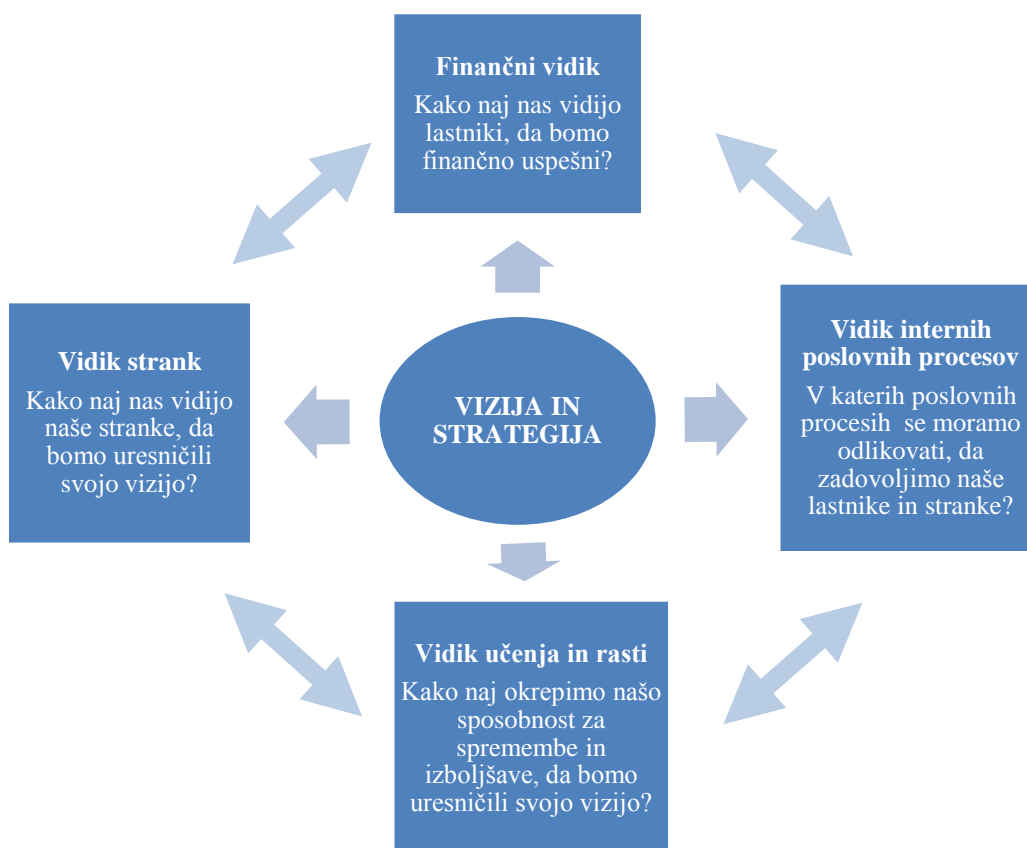 Finančni vidik
Kako naj nas vidijo
lastniki, da bomo
finančno uspešni?
Vidik strank
Kako naj nas vidijo
naše stranke, da
bomo uresničili
svojo vizijo?
VIZIJA IN
STRATEGIJA
Vidik internih
poslovnih procesov
V katerih poslovnih
procesih se moramo
odlikovati, da
zadovoljimo naše
lastnike in stranke?
Vidik učenja in rasti
Kako naj okrepimo našo
sposobnost za
spremembe in
izboljšave, da bomo
uresničili svojo vizijo?